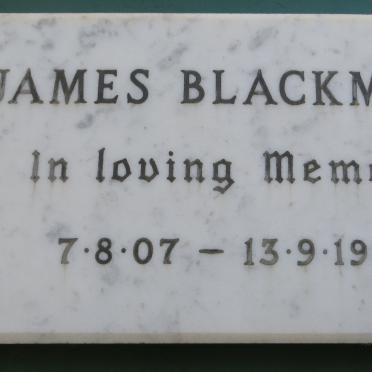 JAMES BLACKM
In loving Mem
7·8·07 – 13·9·19